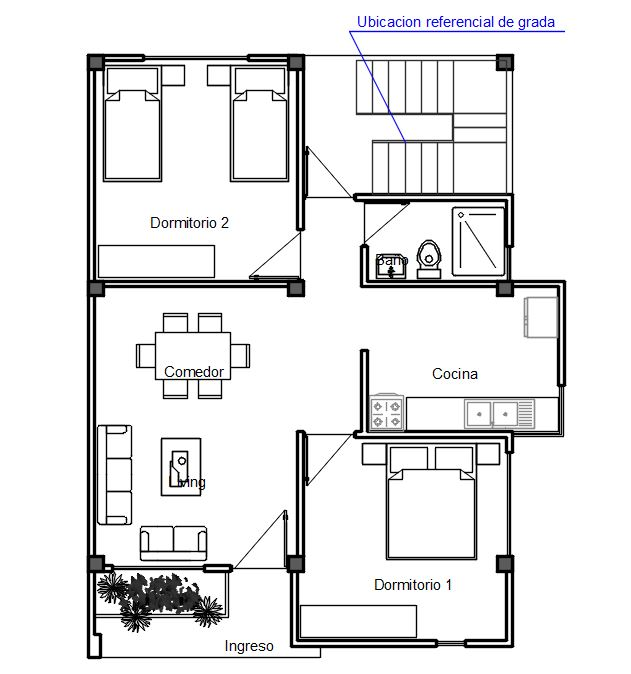 Ubicacion referencial de grada
Dormitorio 2
Baño
Comedor
Cocina
Living
Dormitorio 1
Ingreso